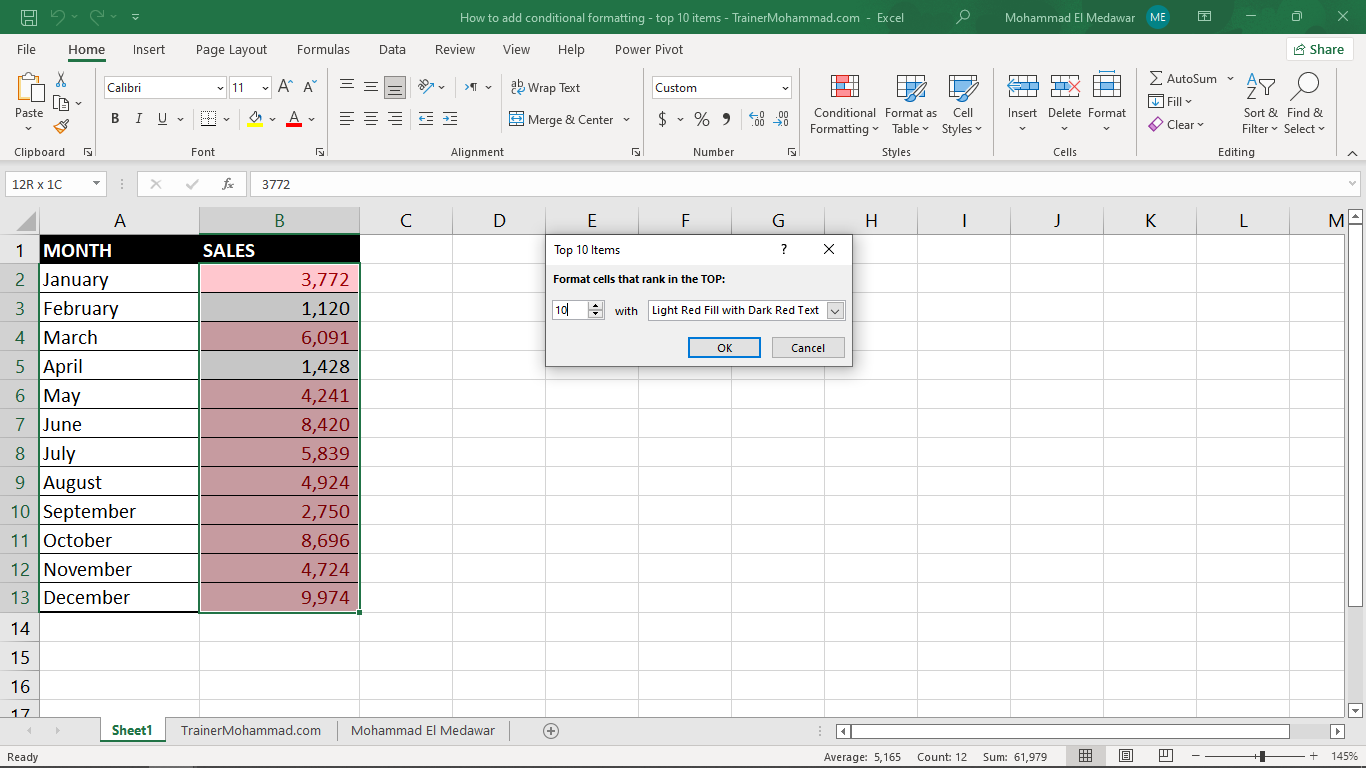 How to add conditional formatting - top 10 items - TrainerMohammad.com - Excel
Mohammad El Medawar ME
File Home Insert Page Layout Formulas Data Review View Help Power Pivot Share
Paste
Calibri 11
B I U A
A A
Wrap Text
Merge & Center
Custom
$ %
Conditional Formatting
Format as Table
Cell Styles
Insert Delete Format
AutoSum
Fill
Clear
Sort & Filter
Find & Select
Clipboard Font Alignment Number Styles Cells Editing
12R x 1C fx 3772
A B C D E F G H I J K L M
1 MONTH SALES
2 January 3,772
3 February 1,120
4 March 6,091
5 April 1,428
6 May 4,241
7 June 8,420
8 July 5,839
9 August 4,924
10 September 2,750
11 October 8,696
12 November 4,724
13 December 9,974
14
15
16
17
Top 10 Items ?
Format cells that rank in the TOP:
10 with Light Red Fill with Dark Red Text
OK Cancel
Sheet1 TrainerMohammad.com Mohammad El Medawar
Ready Average: 5,165 Count: 12 Sum: 61,979 145%